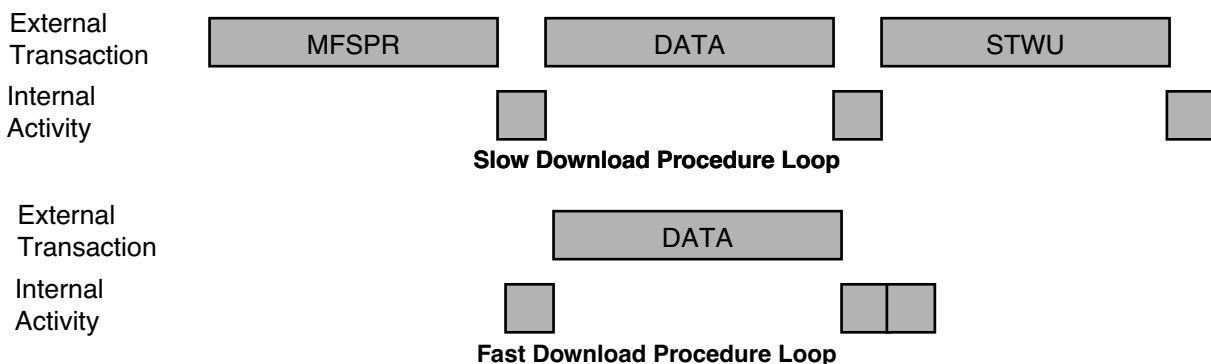 External
Transaction
MFSPR
DATA
STWU
Internal
Activity
Slow Download Procedure Loop
External
Transaction
DATA
Internal
Activity
Fast Download Procedure Loop